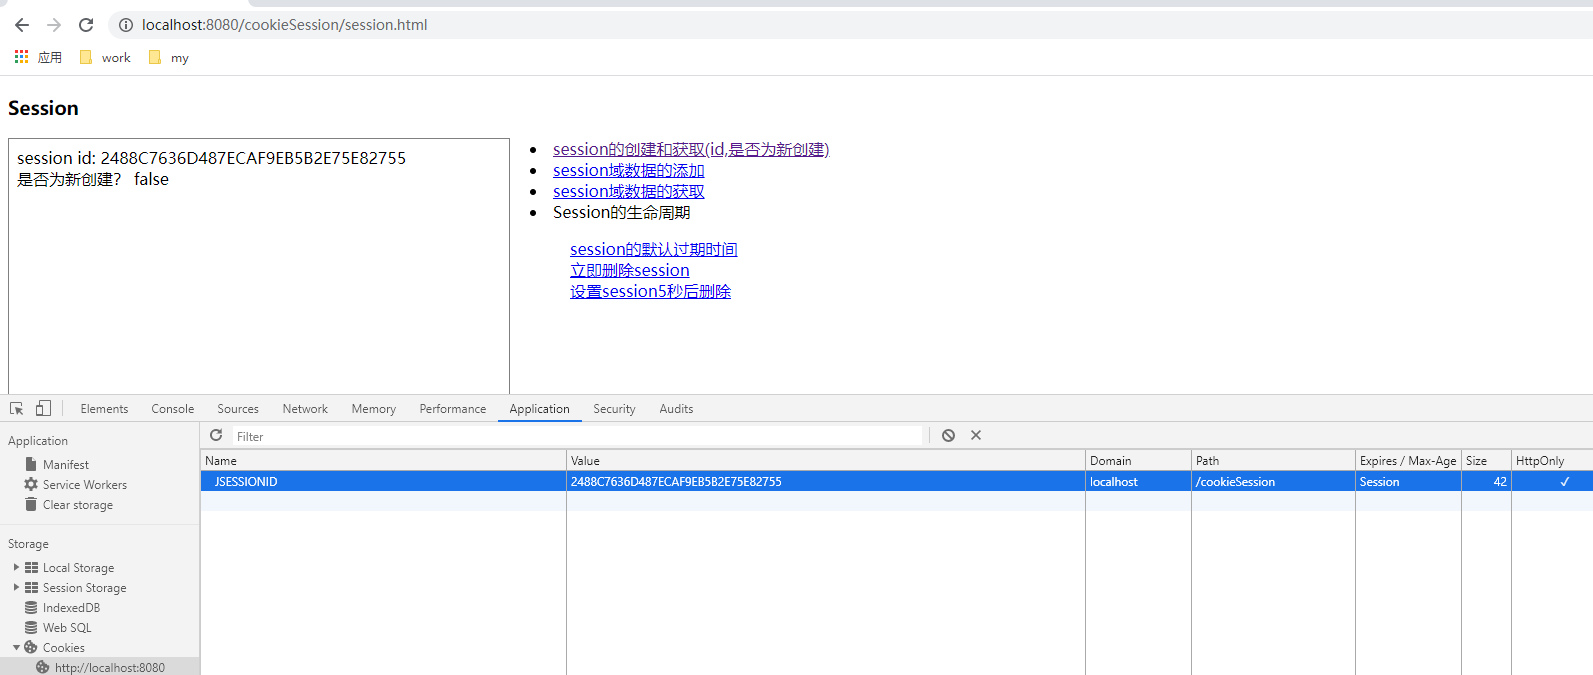 localhost:8080/cookieSession/session.html
应用 work my
Session
session id: 2488C7636D487ECAF9EB5B2E75E82755
是否为新创建？ false
session的创建和获取(id,是否为新创建)
session域数据的添加
session域数据的获取
Session的生命周期
session的默认过期时间
立即删除session
设置session5秒后删除
Elements Console Sources Network Memory Performance Application Security Audits
Application
Manifest
Service Workers
Clear storage
Storage
Local Storage
Session Storage
IndexedDB
Web SQL
Cookies
http://localhost:8080
Filter
Name Value Domain Path Expires / Max-Age Size HttpOnly
JSESSIONID 2488C7636D487ECAF9EB5B2E75E82755 localhost /cookieSession Session 42 ✓